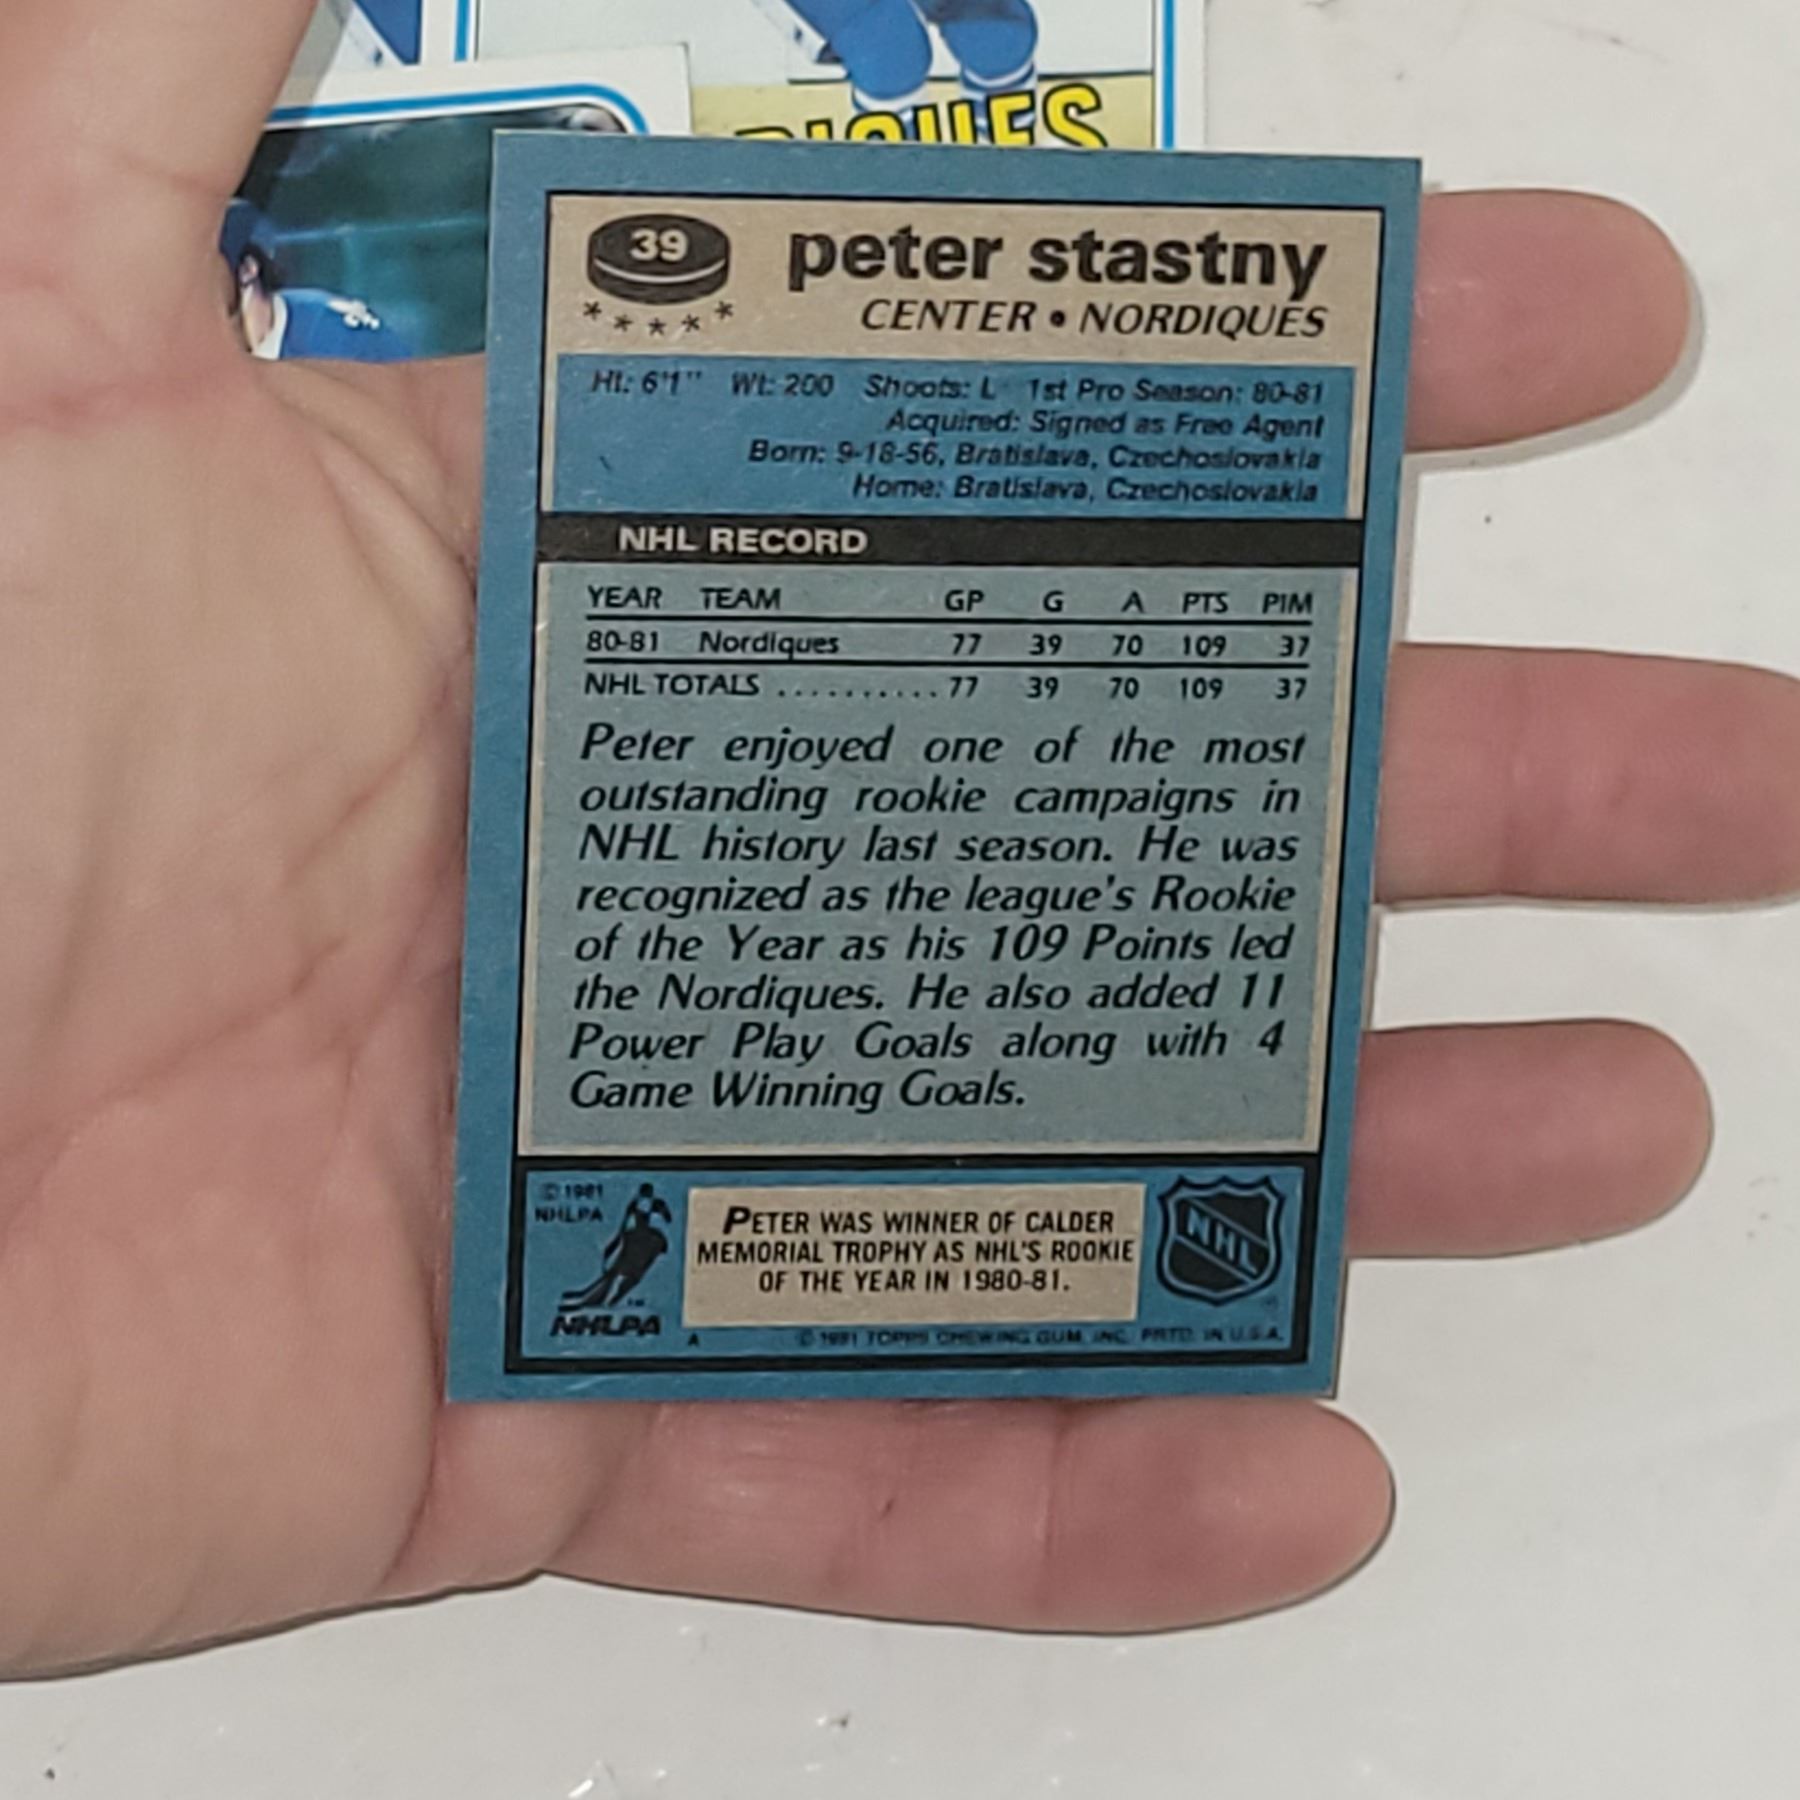 RIQUES
39
peter stastny
* * * * *
CENTER • NORDIQUES
Ht.: 6'1" Wt.: 200 Shoots: L 1st Pro Season: 80-81
Acquired: Signed as Free Agent
Born: 9-18-56, Bratislava, Czechoslovakia
Home: Bratislava, Czechoslovakia
NHL RECORD
YEAR TEAM GP G A PTS PIM
80-81 Nordiques 77 39 70 109 37
NHL TOTALS .......... 77 39 70 109 37
Peter enjoyed one of the most
outstanding rookie campaigns in
NHL history last season. He was
recognized as the league's Rookie
of the Year as his 109 Points led
the Nordiques. He also added 11
Power Play Goals along with 4
Game Winning Goals.
© 1981
NHLPA
NHLPA
PETER WAS WINNER OF CALDER
MEMORIAL TROPHY AS NHL'S ROOKIE
OF THE YEAR IN 1980-81.
NHL
A © 1981 TOPPS CHEWING GUM, INC. PRTD. IN U.S.A.